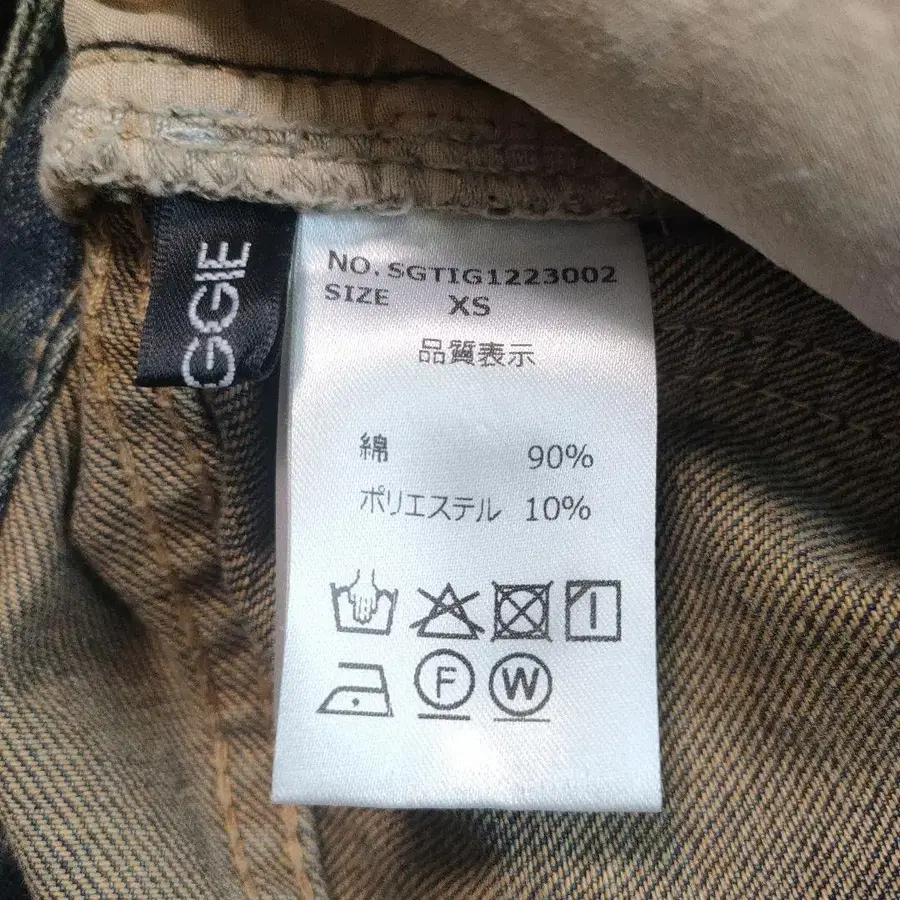 GGIE
NO. SGTIG1223002
SIZE XS
品質表示
綿 90%
ポリエステル 10%
F W